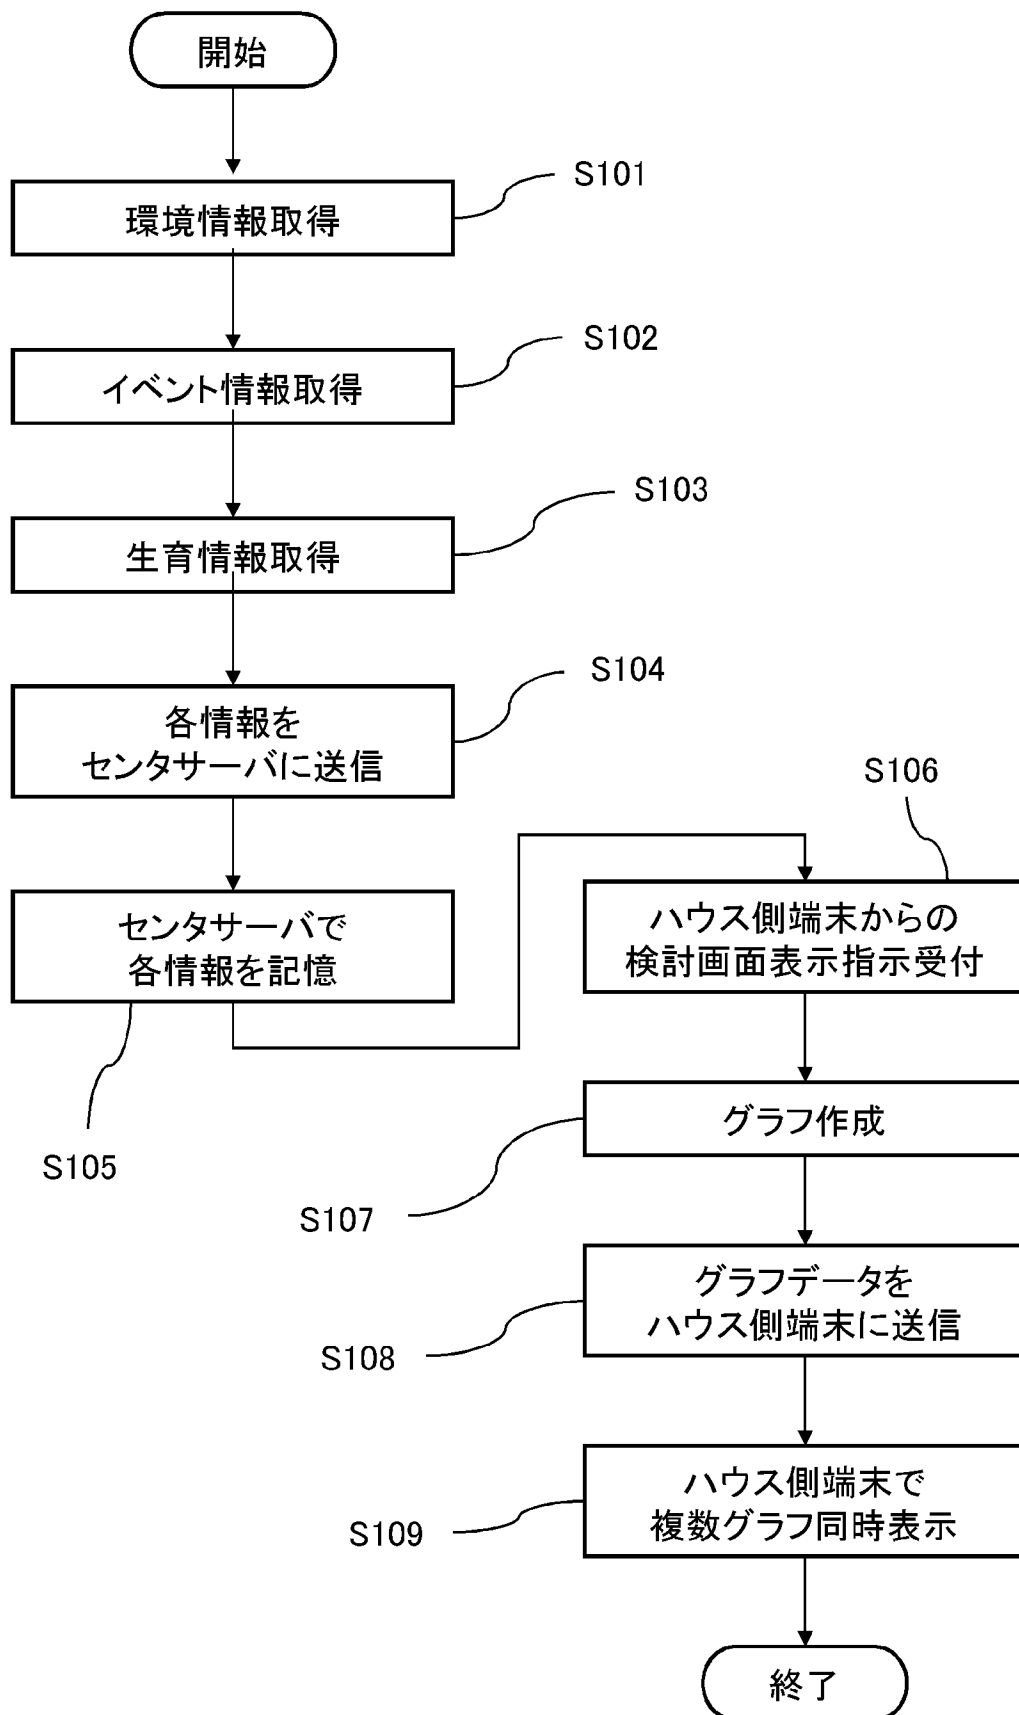 開始
S101
環境情報取得
S102
イベント情報取得
S103
生育情報取得
S104
各情報を
センタサーバに送信
センタサーバで
各情報を記憶
S105
S106
ハウス側端末からの
検討画面表示指示受付
グラフ作成
S107
グラフデータを
ハウス側端末に送信
S108
ハウス側端末で
複数グラフ同時表示
S109
終了